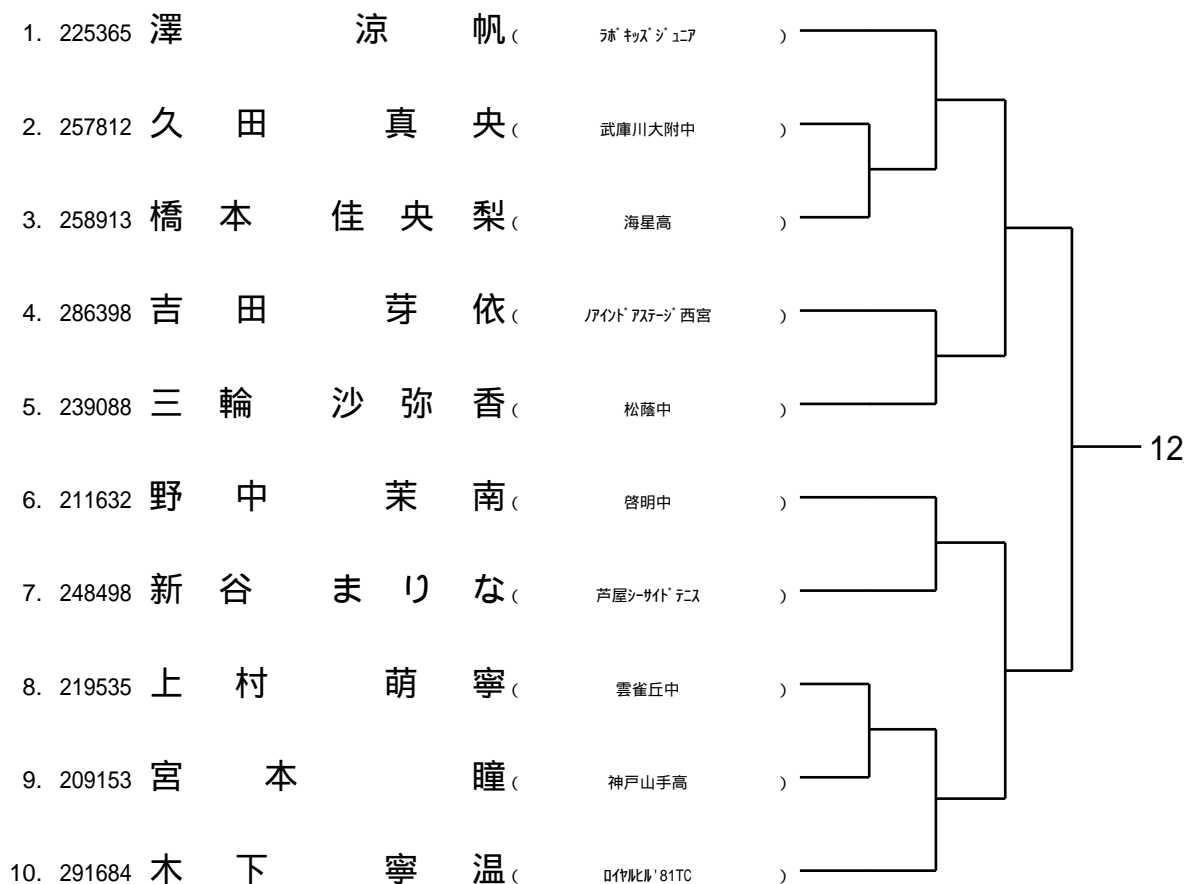 1. 225365 澤 涼 帆 ( ﾗﾎﾞｷｯｽﾞｼﾞｭﾆｱ )
2. 257812 久 田 真 央 ( 武庫川大附中 )
3. 258913 橋 本 佳 央 梨 ( 海星高 )
4. 286398 吉 田 芽 依 ( ﾉｱｲﾝﾄﾞｱｽﾃｰｼﾞ西宮 )
5. 239088 三 輪 沙 弥 香 ( 松蔭中 )
12
6. 211632 野 中 茉 南 ( 啓明中 )
7. 248498 新 谷 ま り な ( 芦屋ｼｰｻｲﾄﾞﾃﾆｽ )
8. 219535 上 村 萌 寧 ( 雲雀丘中 )
9. 209153 宮 本 瞳 ( 神戸山手高 )
10. 291684 木 下 寧 温 ( ﾛｲﾔﾙﾋﾙ'81TC )